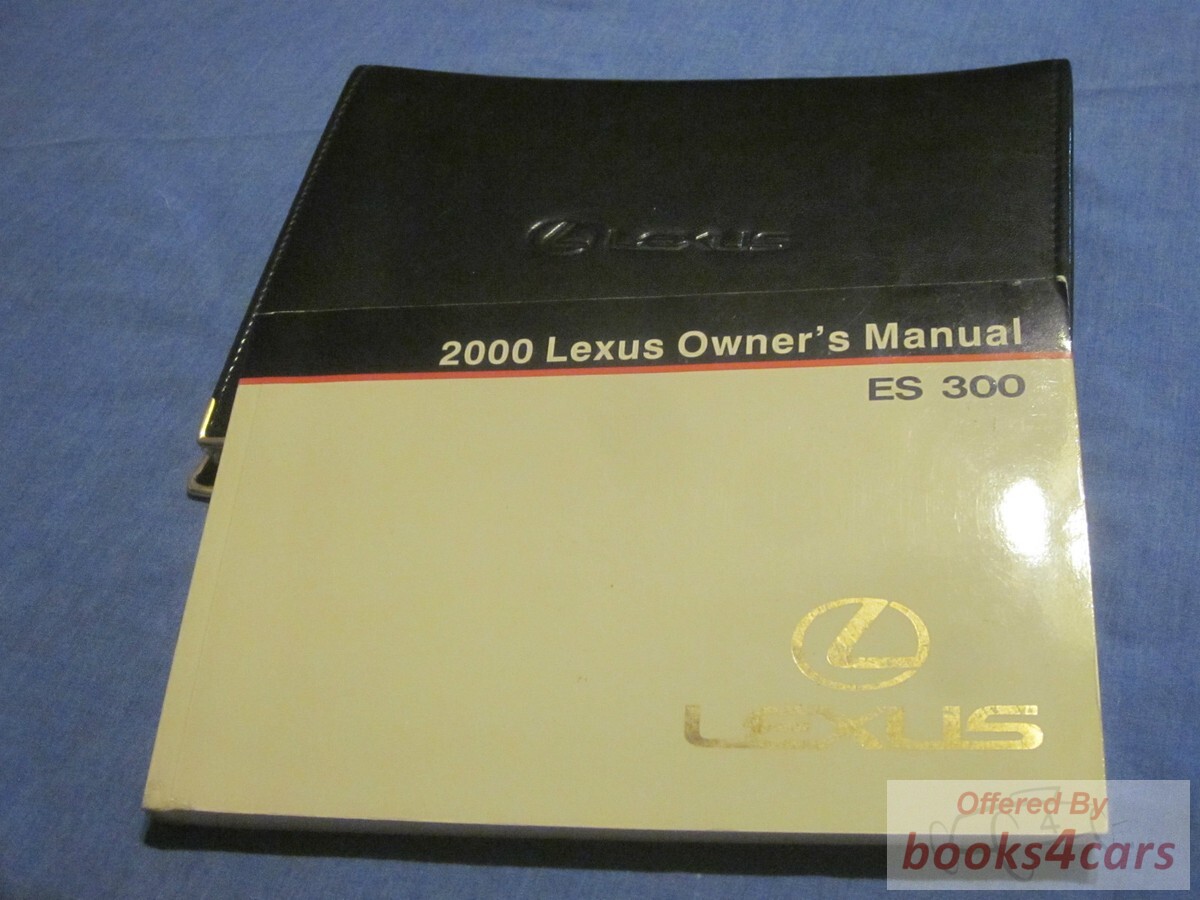 LEXUS
2000 Lexus Owner's Manual
ES 300
LEXUS
Offered By
books4cars